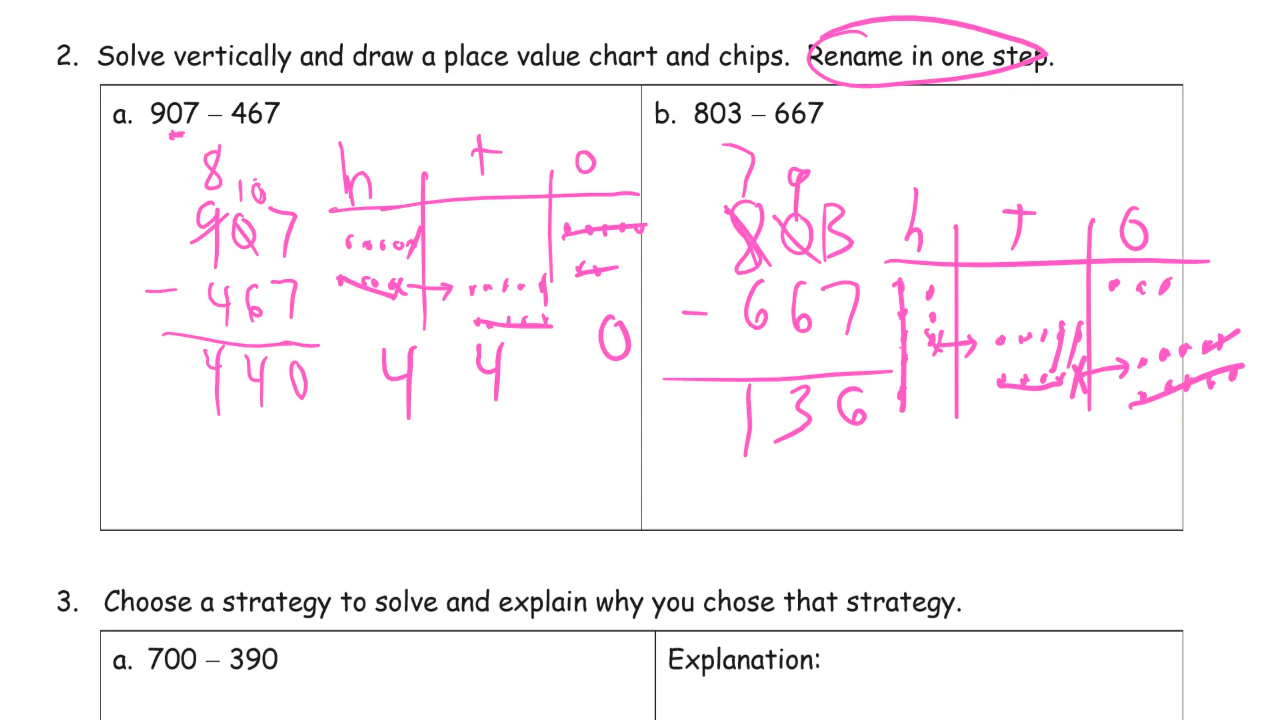 2. Solve vertically and draw a place value chart and chips. Rename in one step.
a. 907 – 467
b. 803 – 667
8
10
907
– 467
440
h t o
4 4 0
7
9
803
– 667
136
h T O
3. Choose a strategy to solve and explain why you chose that strategy.
a. 700 – 390
Explanation: